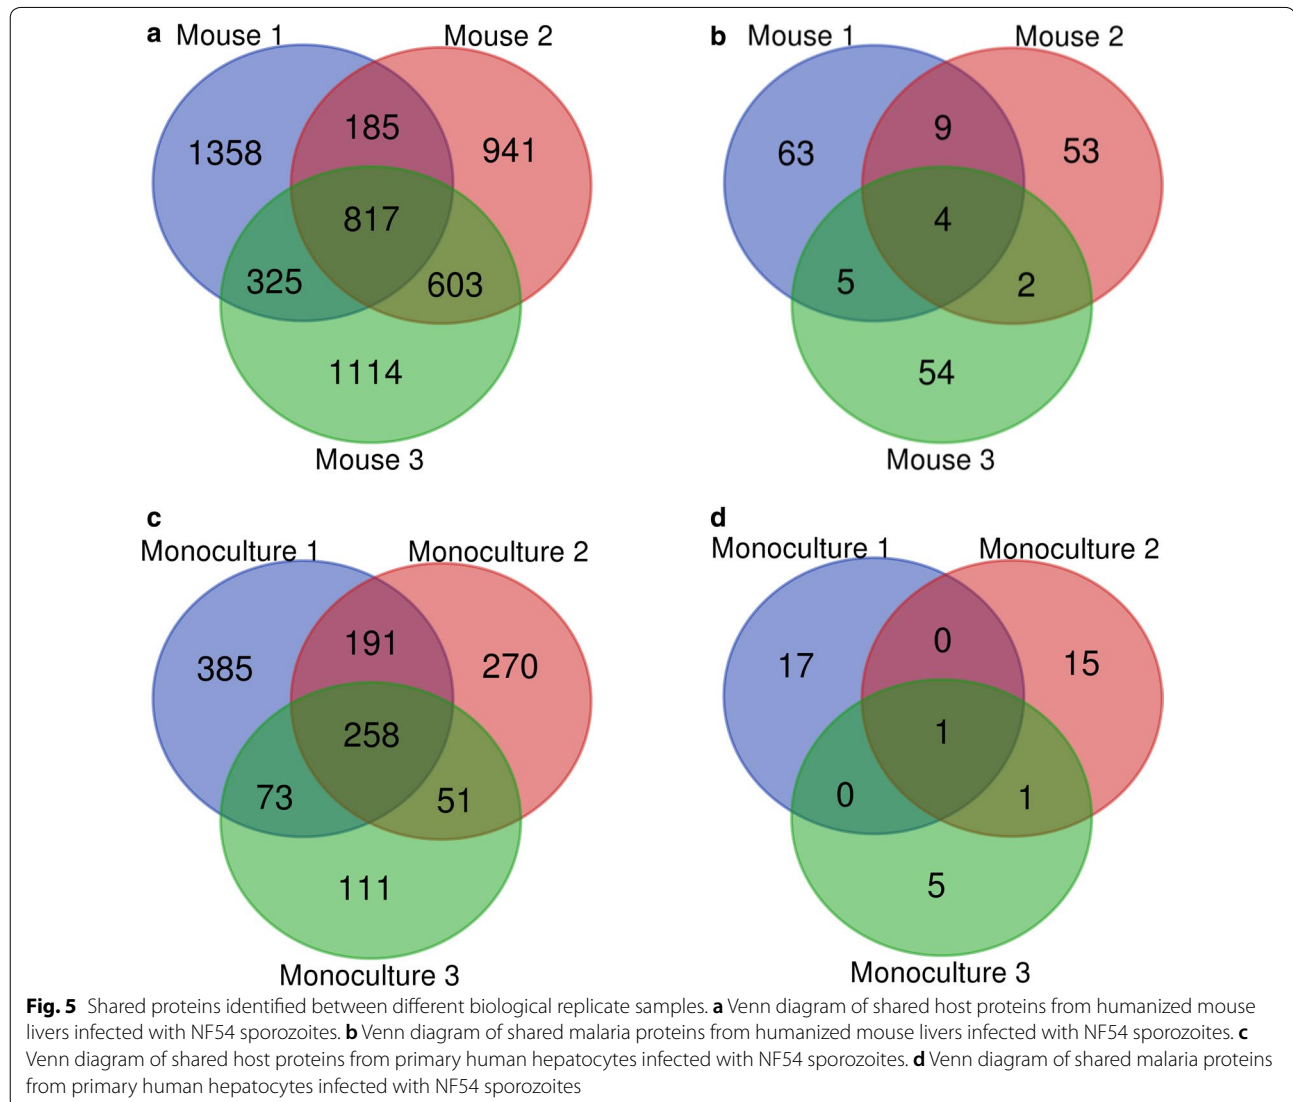 a Mouse 1 Mouse 2
185
1358 941
817
325 603
1114
Mouse 3
b Mouse 1 Mouse 2
9
63 53
4
5 2
54
Mouse 3
c
Monoculture 1 Monoculture 2
191
385 270
258
73 51
111
Monoculture 3
d
Monoculture 1 Monoculture 2
0
17 15
1
0 1
5
Monoculture 3
Fig. 5 Shared proteins identified between different biological replicate samples. a Venn diagram of shared host proteins from humanized mouse
livers infected with NF54 sporozoites. b Venn diagram of shared malaria proteins from humanized mouse livers infected with NF54 sporozoites. c
Venn diagram of shared host proteins from primary human hepatocytes infected with NF54 sporozoites. d Venn diagram of shared malaria proteins
from primary human hepatocytes infected with NF54 sporozoites